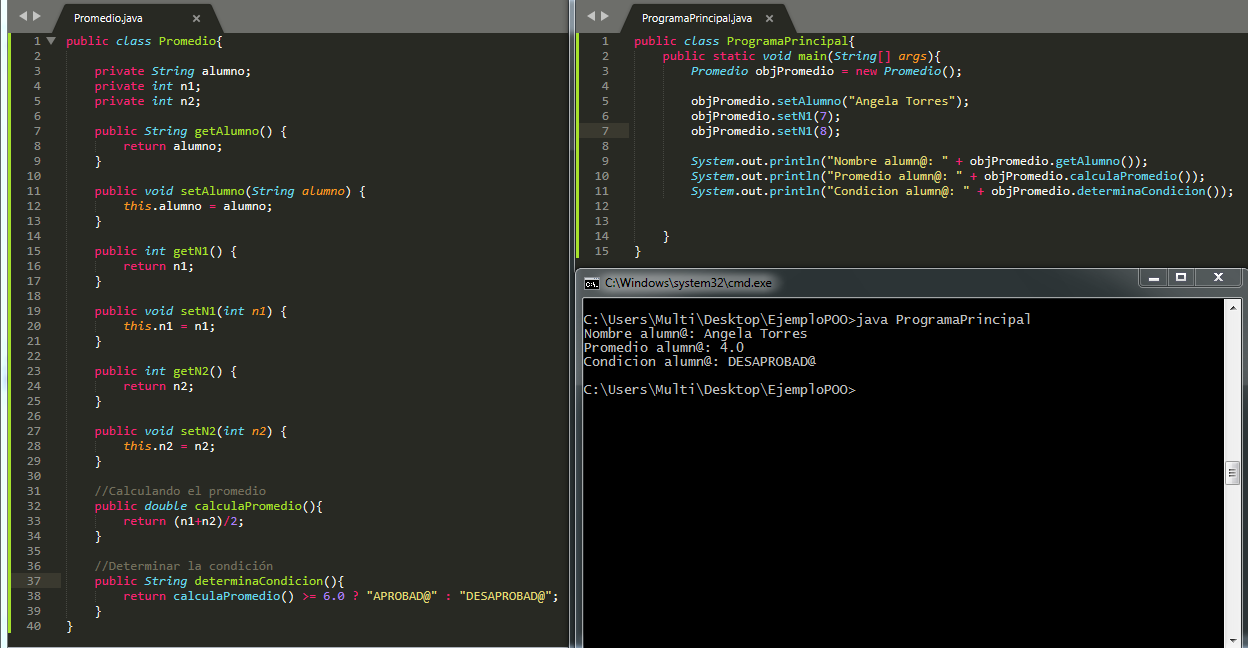 Promedio.java ×
1 public class Promedio{
2
3 private String alumno;
4 private int n1;
5 private int n2;
6
7 public String getAlumno() {
8 return alumno;
9 }
10
11 public void setAlumno(String alumno) {
12 this.alumno = alumno;
13 }
14
15 public int getN1() {
16 return n1;
17 }
18
19 public void setN1(int n1) {
20 this.n1 = n1;
21 }
22
23 public int getN2() {
24 return n2;
25 }
26
27 public void setN2(int n2) {
28 this.n2 = n2;
29 }
30
31 //Calculando el promedio
32 public double calculaPromedio(){
33 return (n1+n2)/2;
34 }
35
36 //Determinar la condición
37 public String determinaCondicion(){
38 return calculaPromedio() >= 6.0 ? "APROBAD@" : "DESAPROBAD@";
39 }
40 }
ProgramaPrincipal.java ×
1 public class ProgramaPrincipal{
2 public static void main(String[] args){
3 Promedio objPromedio = new Promedio();
4
5 objPromedio.setAlumno("Angela Torres");
6 objPromedio.setN1(7);
7 objPromedio.setN1(8);
8
9 System.out.println("Nombre alumn@: " + objPromedio.getAlumno());
10 System.out.println("Promedio alumn@: " + objPromedio.calculaPromedio());
11 System.out.println("Condicion alumn@: " + objPromedio.determinaCondicion());
12
13
14 }
15 }
C:\Windows\system32\cmd.exe
C:\Users\Multi\Desktop\EjemploPOO>java ProgramaPrincipal
Nombre alumn@: Angela Torres
Promedio alumn@: 4.0
Condicion alumn@: DESAPROBAD@
C:\Users\Multi\Desktop\EjemploPOO>